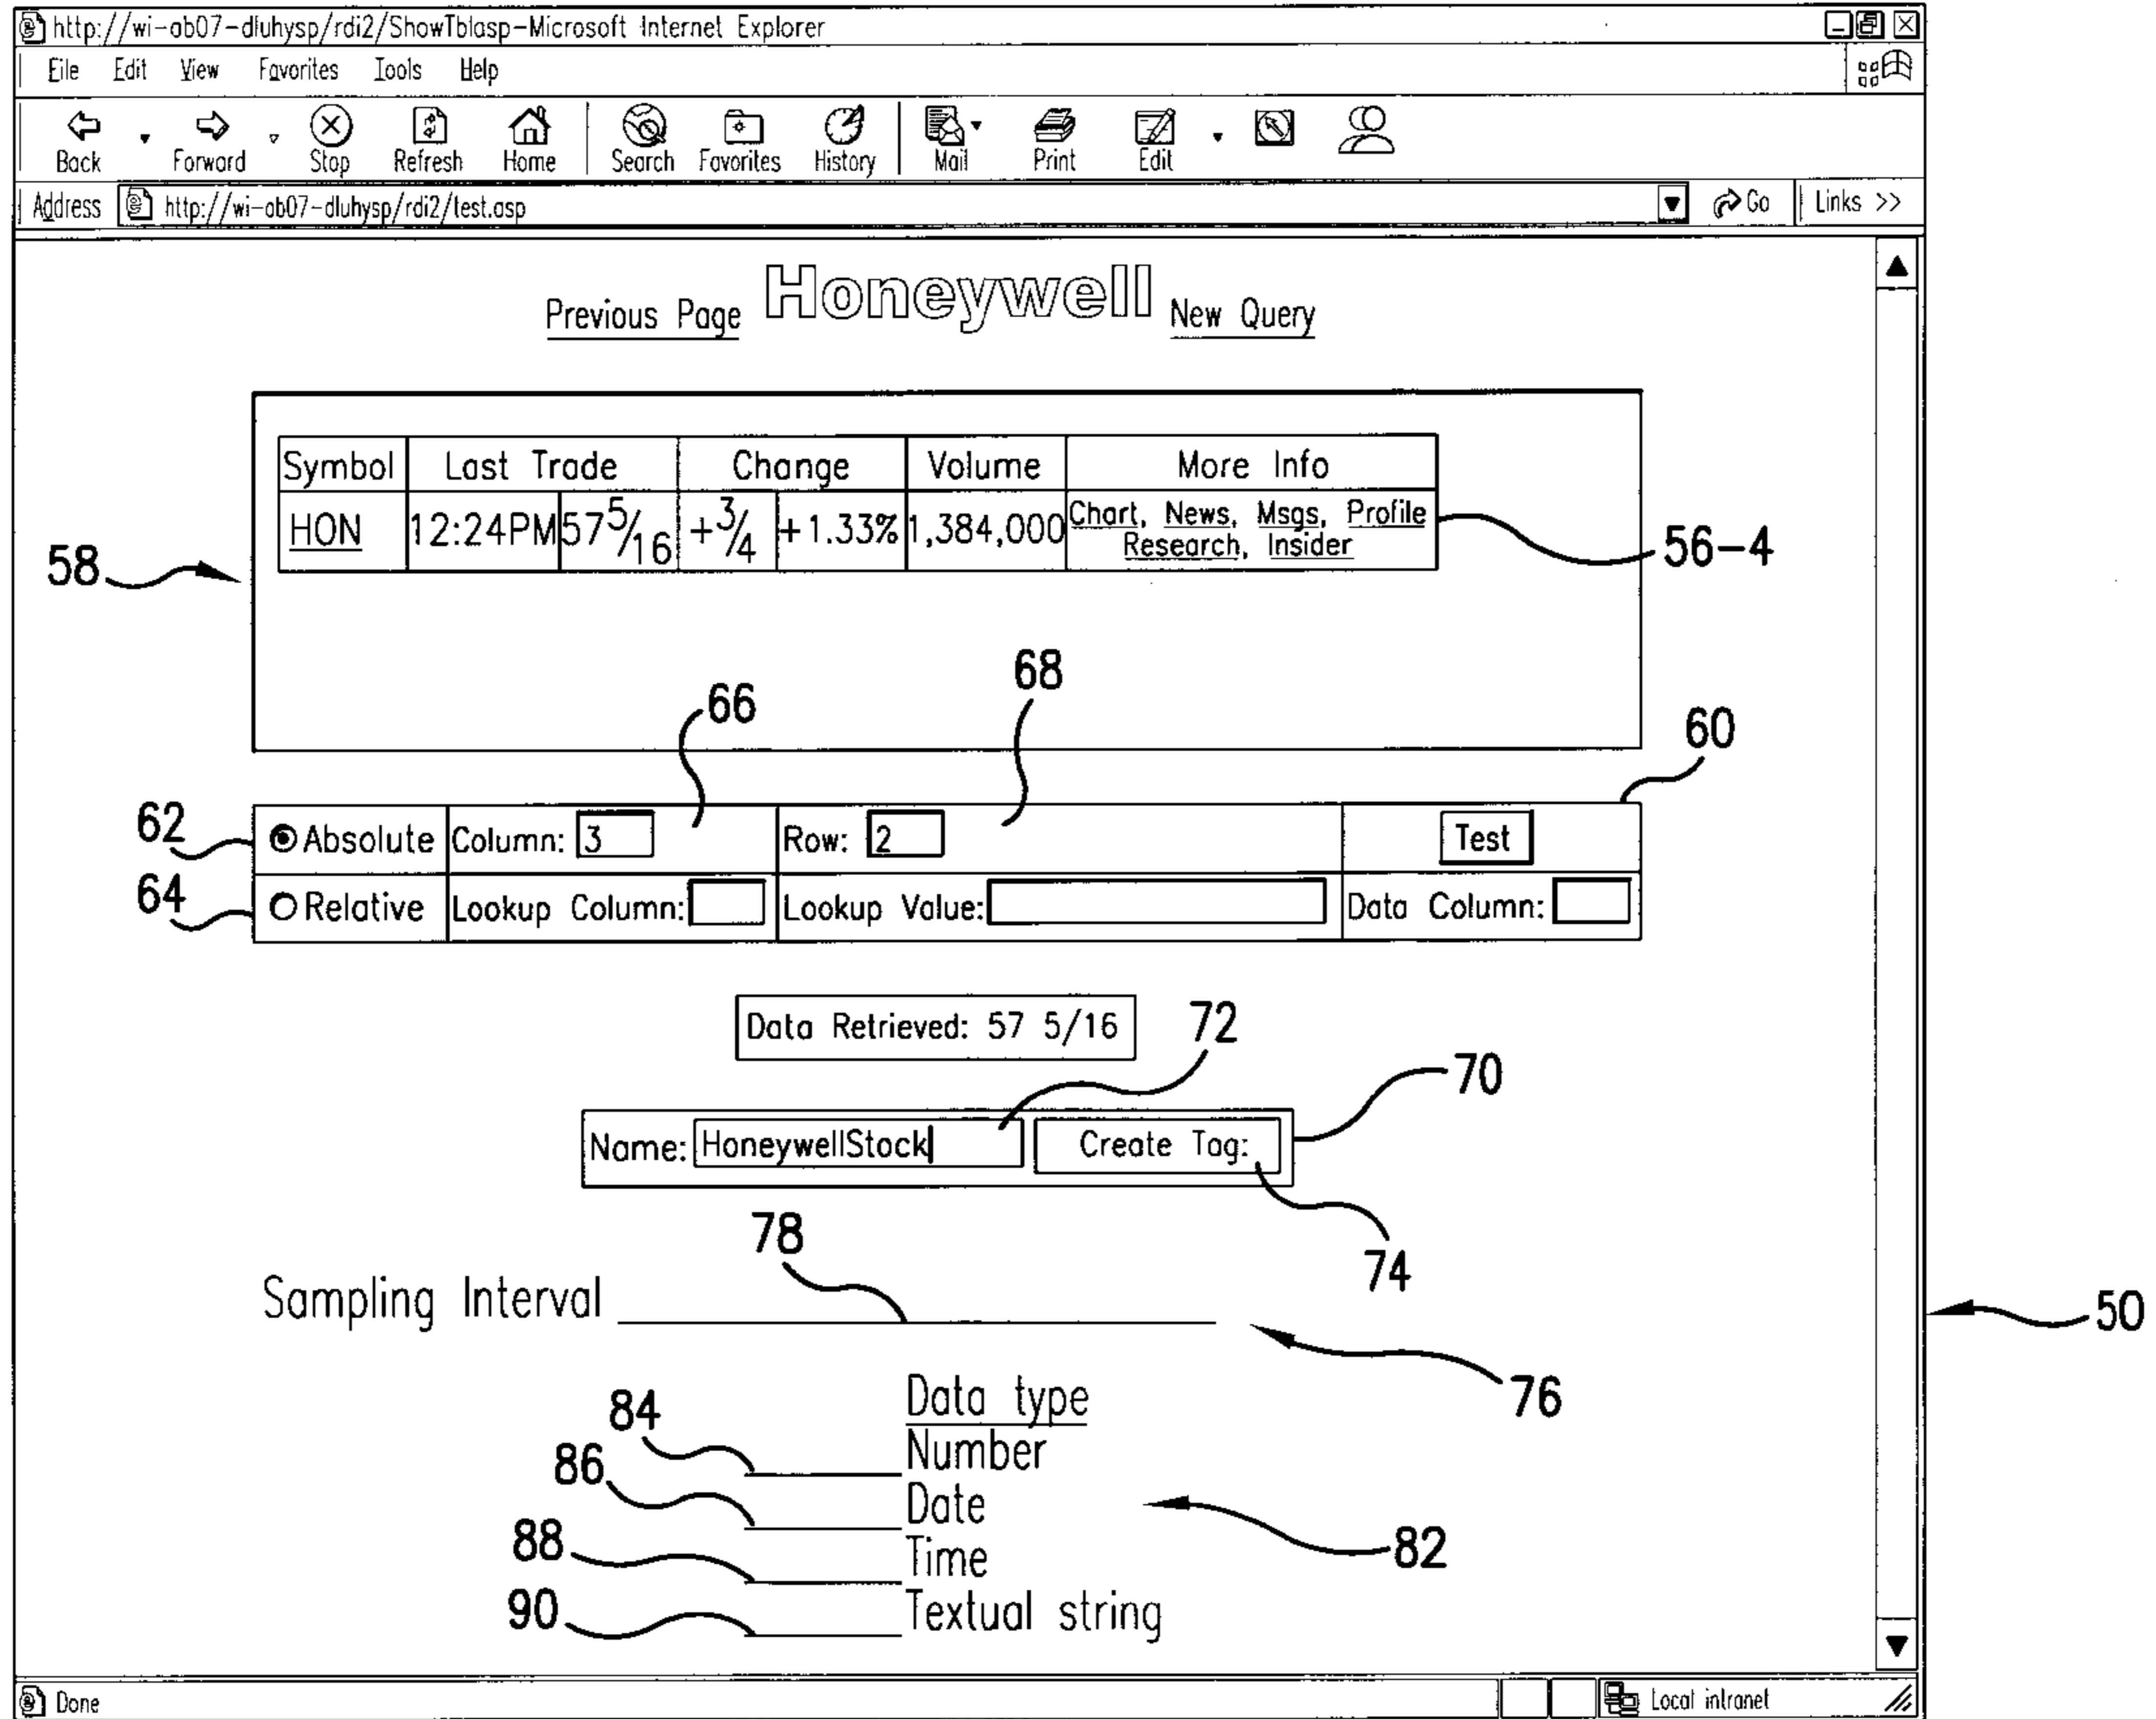 http://wi-ab07-dluhysp/rdi2/ShowTblasp-Microsoft Internet Explorer
File Edit View Favorites Tools Help
Back Forward Stop Refresh Home Search Favorites History Mail Print Edit
Address http://wi-ab07-dluhysp/rdi2/test.asp Go Links >>
Previous Page Honeywell New Query
Symbol Last Trade Change Volume More Info
HON 12:24PM 57 5/16 +3/4 +1.33% 1,384,000 Chart, News, Msgs, Profile
Research, Insider
56-4
58
66
68
60
62 Absolute Column: 3 Row: 2 Test
64 Relative Lookup Column: Lookup Value: Data Column:
Data Retrieved: 57 5/16
72
70
Name: HoneywellStock Create Tag:
74
78
Sampling Interval
50
76
Data type
84 Number
86 Date
82
88 Time
90 Textual string
Done Local intranet